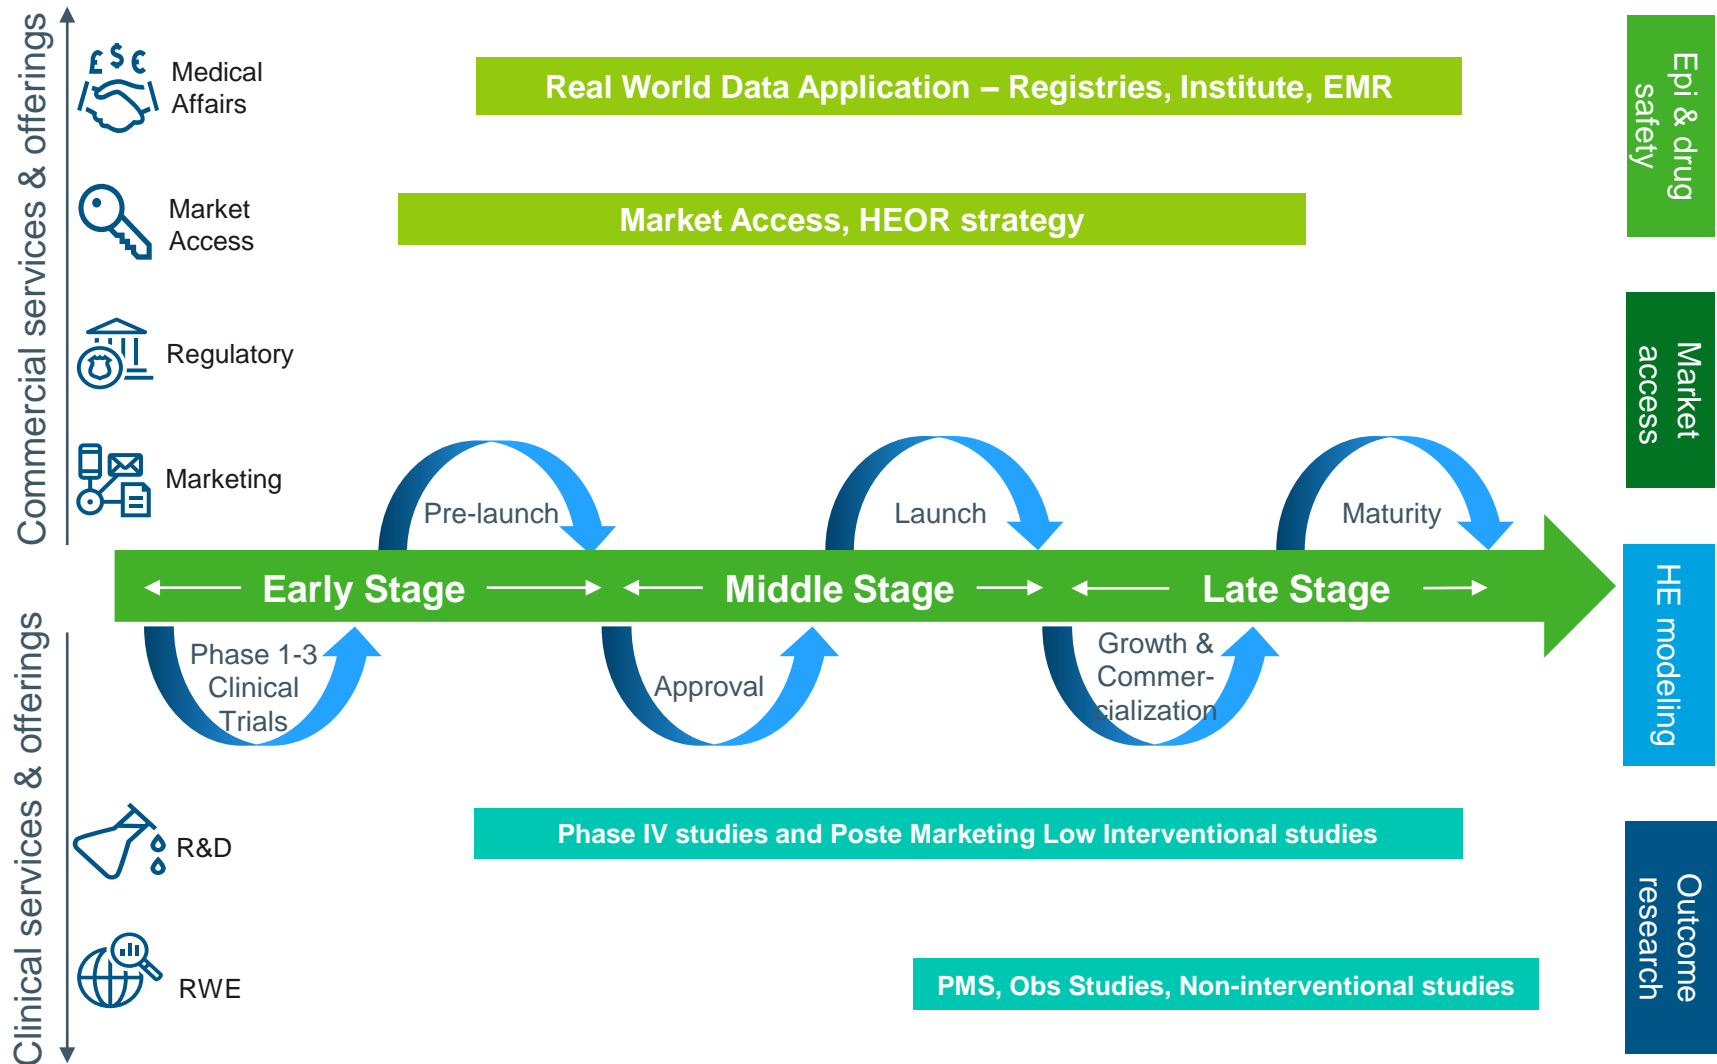 Commercial services & offerings
£ $ €
Medical
Affairs
Real World Data Application – Registries, Institute, EMR
Epi & drug
safety
Market
Access
Market Access, HEOR strategy
Regulatory
Market
access
Marketing
Pre-launch
Launch
Maturity
Early Stage
Middle Stage
Late Stage
HE modeling
Clinical services & offerings
Phase 1-3
Clinical
Trials
Approval
Growth &
Commer-
cialization
R&D
Phase IV studies and Poste Marketing Low Interventional studies
Outcome
research
RWE
PMS, Obs Studies, Non-interventional studies